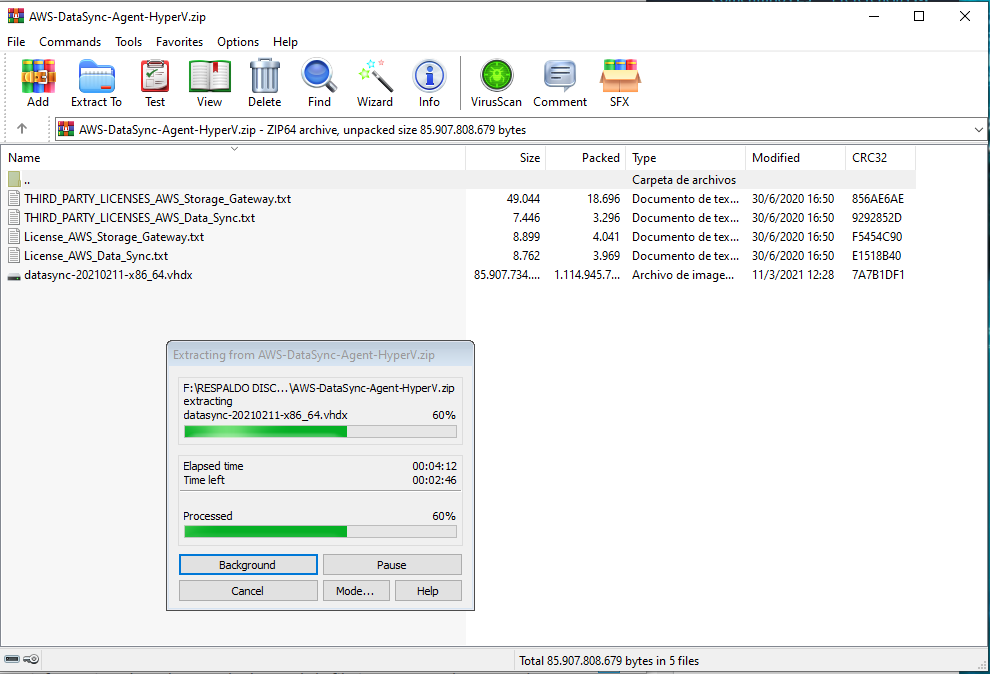 AWS-DataSync-Agent-HyperV.zip
File Commands Tools Favorites Options Help
Add Extract To Test View Delete Find Wizard Info VirusScan Comment SFX
AWS-DataSync-Agent-HyperV.zip - ZIP64 archive, unpacked size 85.907.808.679 bytes
Name Size Packed Type Modified CRC32
.. Carpeta de archivos
THIRD_PARTY_LICENSES_AWS_Storage_Gateway.txt 49.044 18.696 Documento de tex... 30/6/2020 16:50 856AE6AE
THIRD_PARTY_LICENSES_AWS_Data_Sync.txt 7.446 3.296 Documento de tex... 30/6/2020 16:50 9292852D
License_AWS_Storage_Gateway.txt 8.899 4.041 Documento de tex... 30/6/2020 16:50 F5454C90
License_AWS_Data_Sync.txt 8.762 3.969 Documento de tex... 30/6/2020 16:50 E1518B40
datasync-20210211-x86_64.vhdx 85.907.734.... 1.114.945.7... Archivo de image... 11/3/2021 12:28 7A7B1DF1
Extracting from AWS-DataSync-Agent-HyperV.zip
F:\RESPALDO DISC...\AWS-DataSync-Agent-HyperV.zip
extracting
datasync-20210211-x86_64.vhdx 60%
Elapsed time 00:04:12
Time left 00:02:46
Processed 60%
Background Pause
Cancel Mode... Help
Total 85.907.808.679 bytes in 5 files